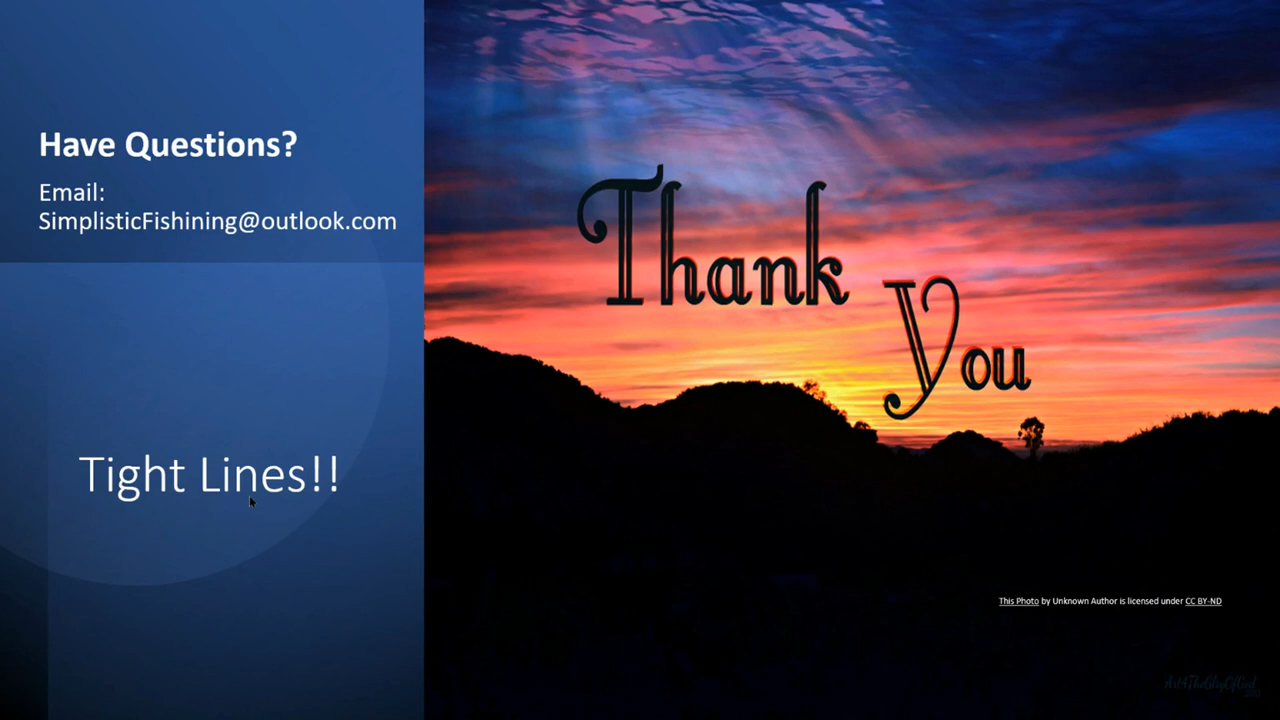 Have Questions?
Email:
SimplisticFishining@outlook.com
Tight Lines!!
Thank
You
This Photo by Unknown Author is licensed under CC BY-ND